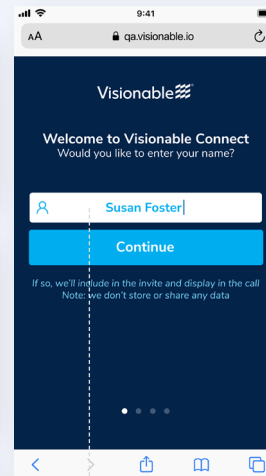 9:41
AA
qa.visionable.io
Visionable
Welcome to Visionable Connect
Would you like to enter your name?
Susan Foster
Continue
If so, we'll include in the invite and display in the call
Note: we don't store or share any data